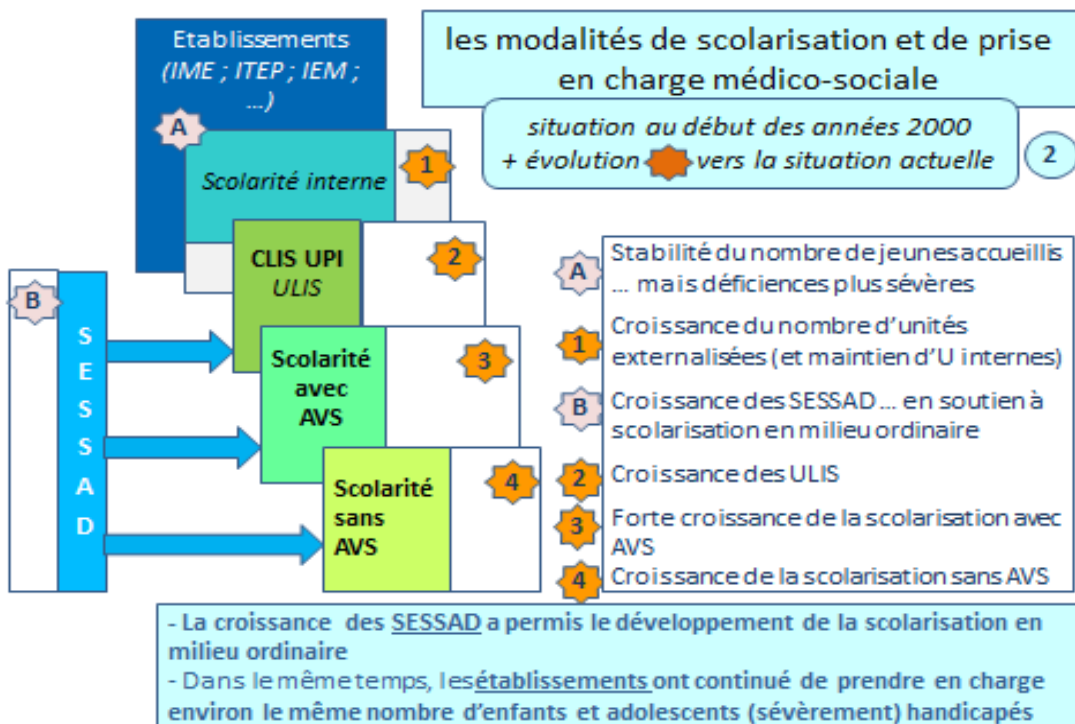 Etablissements
(IME ; ITEP ; IEM ;
...)
les modalités de scolarisation et de prise
en charge médico-sociale
situation au début des années 2000
+ évolution vers la situation actuelle
2
A
Scolarité interne
1
CLIS UPI
ULIS
2
B
S
E
S
S
A
D
Scolarité
avec
AVS
3
Scolarité
sans
AVS
4
A
Stabilité du nombre de jeunes accueillis
... mais déficiences plus sévères
1
Croissance du nombre d'unités
externalisées (et maintien d'U internes)
B
Croissance des SESSAD ... en soutien à
scolarisation en milieu ordinaire
2
Croissance des ULIS
3
Forte croissance de la scolarisation avec
AVS
4
Croissance de la scolarisation sans AVS
- La croissance des SESSAD a permis le développement de la scolarisation en
milieu ordinaire
- Dans le même temps, les établissements ont continué de prendre en charge
environ le même nombre d'enfants et adolescents (sévèrement) handicapés